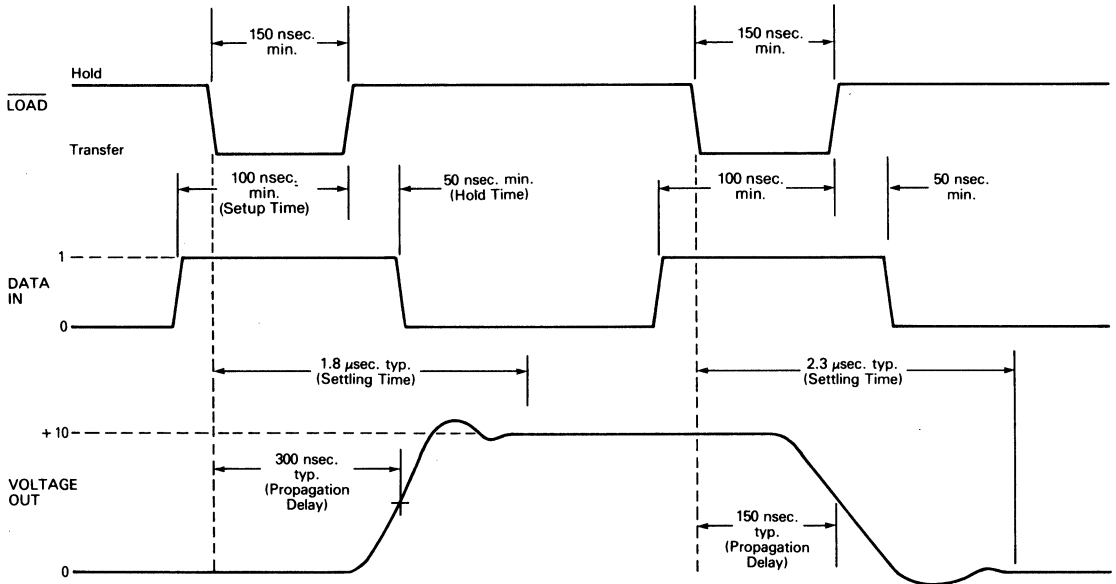 150 nsec.
min.
150 nsec.
min.
Hold
LOAD
Transfer
100 nsec.
min.
(Setup Time)
50 nsec. min.
(Hold Time)
100 nsec.
min.
50 nsec.
min.
1
DATA
IN
0
1.8 μsec. typ.
(Settling Time)
2.3 μsec. typ.
(Settling Time)
+10
300 nsec.
typ.
(Propagation
Delay)
VOLTAGE
OUT
150 nsec.
typ.
(Propagation
Delay)
0